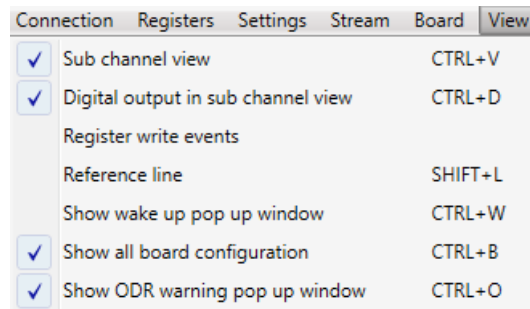 Connection Registers Settings Stream Board View
Sub channel view CTRL+V
Digital output in sub channel view CTRL+D
Register write events
Reference line SHIFT+L
Show wake up pop up window CTRL+W
Show all board configuration CTRL+B
Show ODR warning pop up window CTRL+O